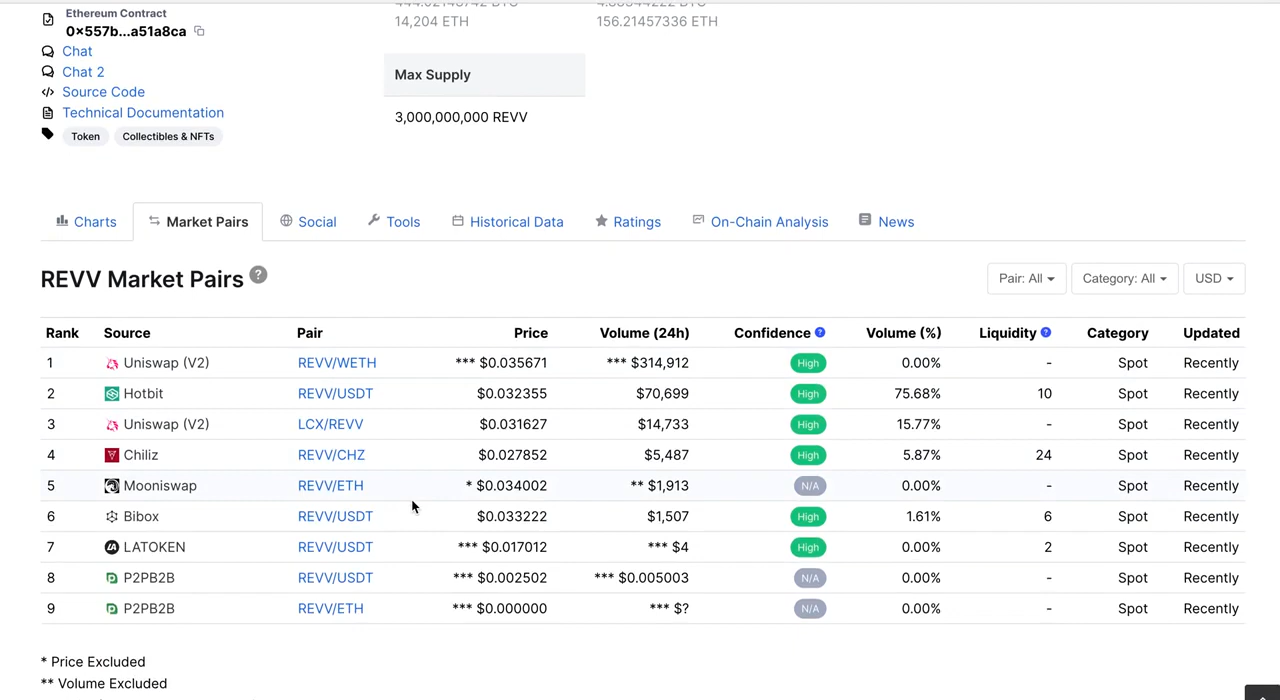 Ethereum Contract
0×557b...a51a8ca
Chat
Chat 2
Source Code
Technical Documentation
Token Collectibles & NFTs
14,204 ETH 156.21457336 ETH
Max Supply
3,000,000,000 REVV
Charts Market Pairs Social Tools Historical Data Ratings On-Chain Analysis News
REVV Market Pairs ?
Pair: All Category: All USD
Rank Source Pair Price Volume (24h) Confidence ? Volume (%) Liquidity ? Category Updated
1 Uniswap (V2) REVV/WETH *** $0.035671 *** $314,912 High 0.00% - Spot Recently
2 Hotbit REVV/USDT $0.032355 $70,699 High 75.68% 10 Spot Recently
3 Uniswap (V2) LCX/REVV $0.031627 $14,733 High 15.77% - Spot Recently
4 Chiliz REVV/CHZ $0.027852 $5,487 High 5.87% 24 Spot Recently
5 Mooniswap REVV/ETH * $0.034002 ** $1,913 N/A 0.00% - Spot Recently
6 Bibox REVV/USDT $0.033222 $1,507 High 1.61% 6 Spot Recently
7 LATOKEN REVV/USDT *** $0.017012 *** $4 High 0.00% 2 Spot Recently
8 P2PB2B REVV/USDT *** $0.002502 *** $0.005003 N/A 0.00% - Spot Recently
9 P2PB2B REVV/ETH *** $0.000000 *** $? N/A 0.00% - Spot Recently
* Price Excluded
** Volume Excluded